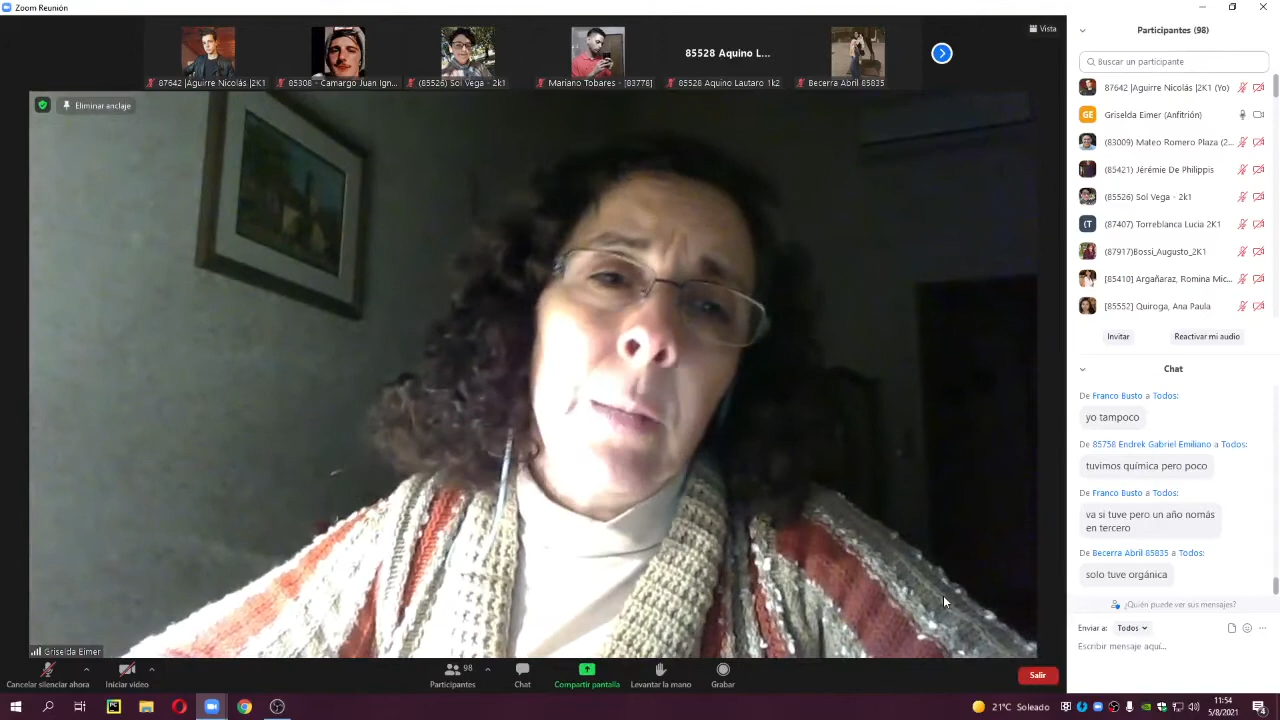 Zoom Reunión
Vista
87642 |Aguirre Nicolás |2K1
85308 - Camargo Juan Ion...
(85526) Sol Vega - 2k1
Mariano Tobares - [83778]
85528 Aquino L...
85528 Aquino Lautaro 1k2
Becerra Abril 85835
Eliminar anclaje
Griselda Eimer
Cancelar silenciar ahora
Iniciar video
98
Participantes
Chat
Compartir pantalla
Levantar la mano
Grabar
Salir
Participantes (98)
Buscar un participante
87642 |Aguirre Nicolás |2K1 (Yo)
GE
Griselda Eimer (Anfitrión)
(83009) Mateo Romero Plaza (2...
(85421) Jérémie De Philippis
(85526) Sol Vega - 2k1
(T
(87407) Torreblanca Lucia 2K1
(87917)Bossi_Augusto_2K1
[85410] Argañaraz, Romina Mic...
[85552] Quiroga, Ana Paula
Invitar
Reactivar mi audio
Chat
De Franco Busto a Todos:
yo tampoco
De 85758 Endrek Gabriel Emiliano a Todos:
tuvimos química pero poco
De Franco Busto a Todos:
va si tuve pero un año nomás
en tercero
De Becerra Abril 85835 a Todos:
solo tuve orgánica
¿Quién puede ver sus mensajes?
Enviar a: Todos
Escribir mensaje aquí...
21°C Soleado
11:54
5/8/2021
4